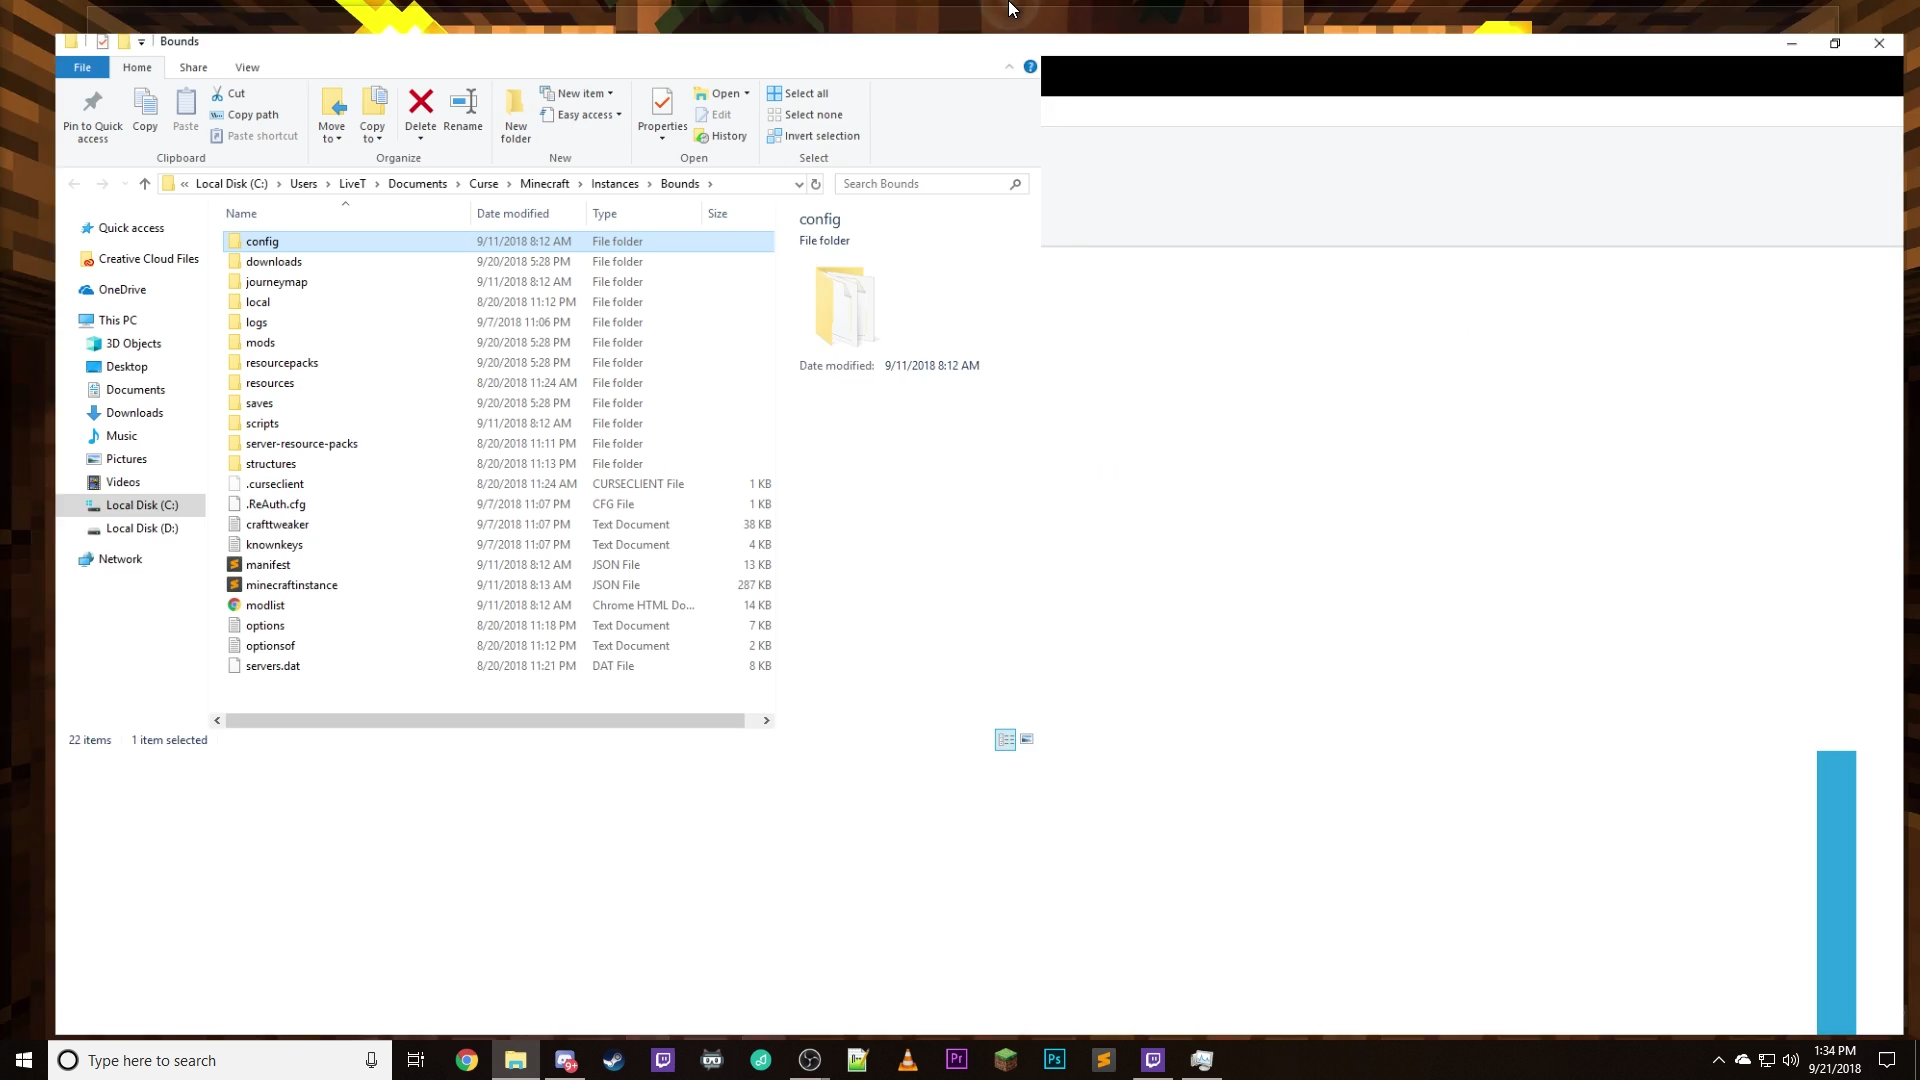 Bounds
File Home Share View
Pin to Quick access
Copy
Paste
Cut
Copy path
Paste shortcut
Clipboard
Move to
Copy to
Delete
Rename
Organize
New folder
New item
Easy access
New
Properties
Open
Edit
History
Open
Select all
Select none
Invert selection
Select
« Local Disk (C:) › Users › LiveT › Documents › Curse › Minecraft › Instances › Bounds ›
Search Bounds
Quick access
Creative Cloud Files
OneDrive
This PC
3D Objects
Desktop
Documents
Downloads
Music
Pictures
Videos
Local Disk (C:)
Local Disk (D:)
Network
Name Date modified Type Size
config 9/11/2018 8:12 AM File folder
downloads 9/20/2018 5:28 PM File folder
journeymap 9/11/2018 8:12 AM File folder
local 8/20/2018 11:12 PM File folder
logs 9/7/2018 11:06 PM File folder
mods 9/20/2018 5:28 PM File folder
resourcepacks 9/20/2018 5:28 PM File folder
resources 8/20/2018 11:24 AM File folder
saves 9/20/2018 5:28 PM File folder
scripts 9/11/2018 8:12 AM File folder
server-resource-packs 8/20/2018 11:11 PM File folder
structures 8/20/2018 11:13 PM File folder
.curseclient 8/20/2018 11:24 AM CURSECLIENT File 1 KB
.ReAuth.cfg 9/7/2018 11:07 PM CFG File 1 KB
crafttweaker 9/7/2018 11:07 PM Text Document 38 KB
knownkeys 9/7/2018 11:07 PM Text Document 4 KB
manifest 9/11/2018 8:12 AM JSON File 13 KB
minecraftinstance 9/11/2018 8:13 AM JSON File 287 KB
modlist 9/11/2018 8:12 AM Chrome HTML Do... 14 KB
options 8/20/2018 11:18 PM Text Document 7 KB
optionsof 8/20/2018 11:12 PM Text Document 2 KB
servers.dat 8/20/2018 11:21 PM DAT File 8 KB
config
File folder
Date modified: 9/11/2018 8:12 AM
22 items 1 item selected
Type here to search
Pr
Ps
1:34 PM
9/21/2018